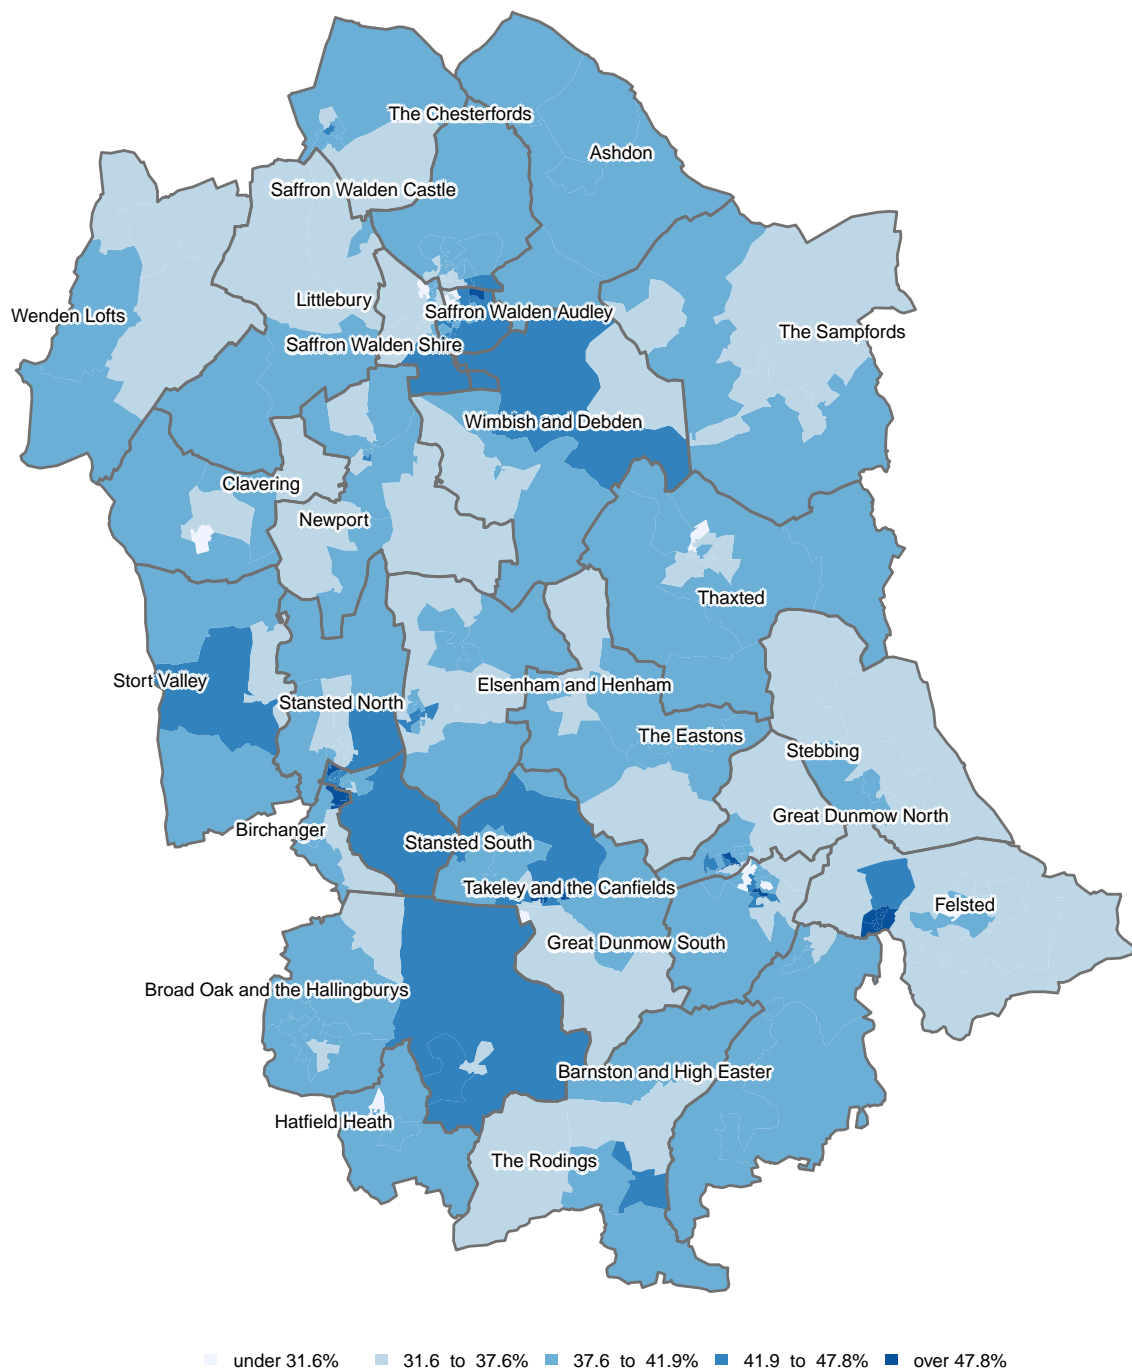 The Chesterfords
Ashdon
Saffron Walden Castle
Littlebury
Wenden Lofts
Saffron Walden Audley
The Sampfords
Saffron Walden Shire
Wimbish and Debden
Clavering
Newport
Thaxted
Stort Valley
Elsenham and Henham
Stansted North
The Eastons
Stebbing
Great Dunmow North
Birchanger
Stansted South
Takeley and the Canfields
Felsted
Great Dunmow South
Broad Oak and the Hallingburys
Barnston and High Easter
Hatfield Heath
The Rodings
under 31.6% 31.6 to 37.6% 37.6 to 41.9% 41.9 to 47.8% over 47.8%